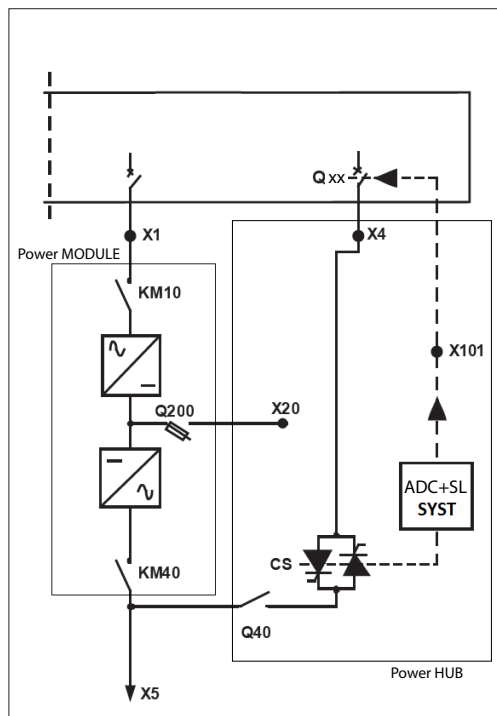 Q xx
X1
X4
Power MODULE
KM10
X101
Q200
X20
ADC+SL
SYST
CS
KM40
Q40
Power HUB
X5